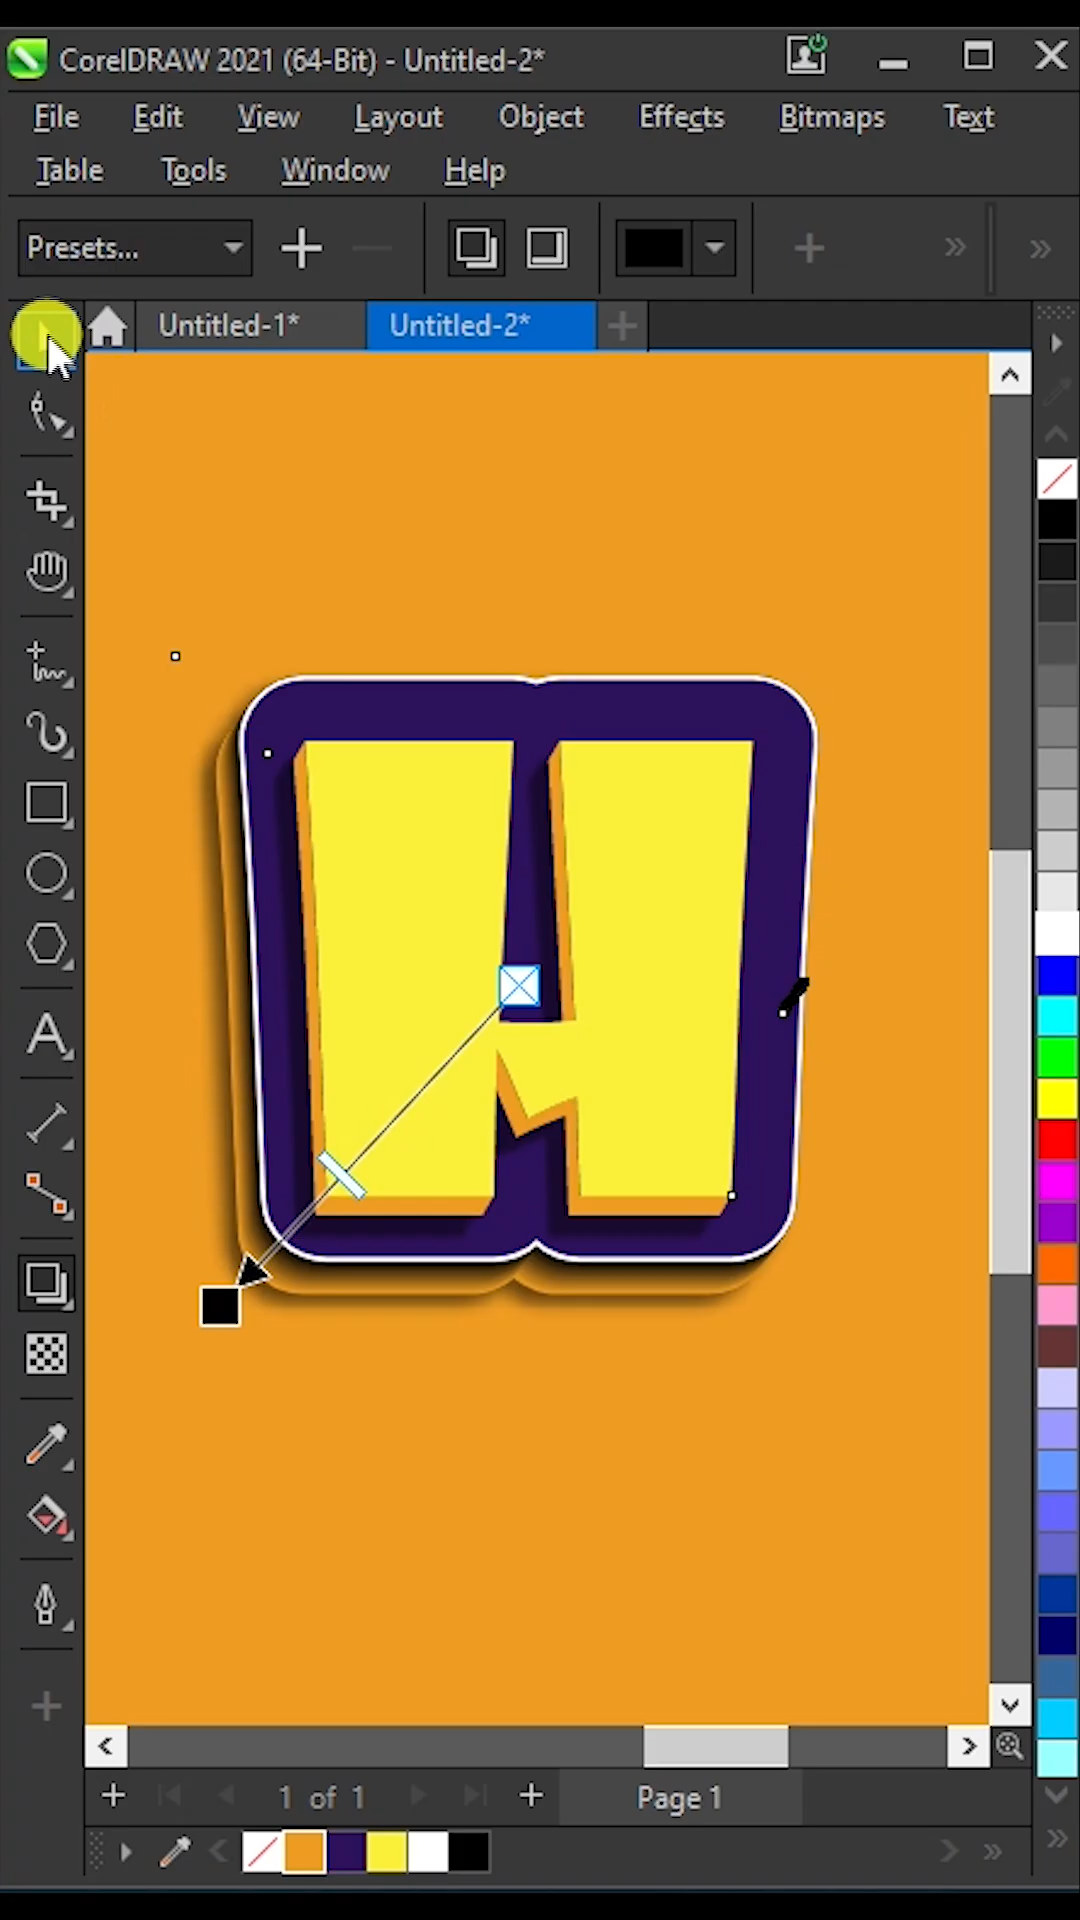 CorelDRAW 2021 (64-Bit) - Untitled-2*
File Edit View Layout Object Effects Bitmaps Text
Table Tools Window Help
Presets...
Untitled-1* Untitled-2*
H
1 of 1 Page 1